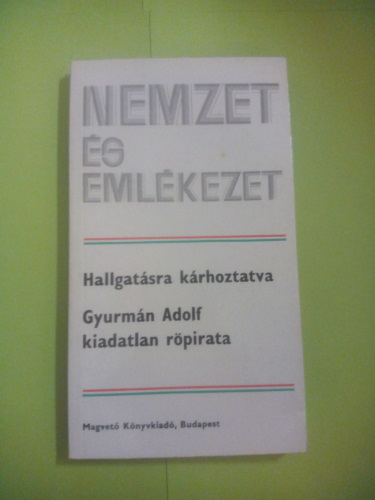 NEMZET
ÉS
EMLÉKEZET
Hallgatásra kárhoztatva
Gyurmán Adolf
kiadatlan röpirata
Magvető Könyvkiadó, Budapest